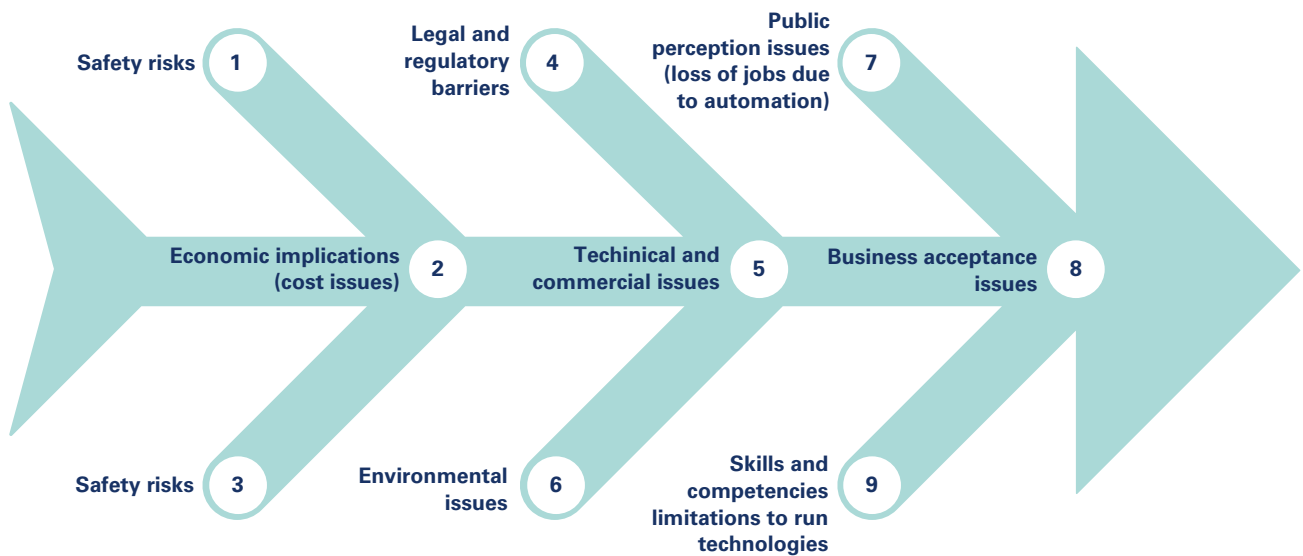 Safety risks
1
Economic implications
(cost issues)
2
Safety risks
3
Legal and
regulatory
barriers
4
Techinical and
commercial issues
5
Environmental
issues
6
Public
perception issues
(loss of jobs due
to automation)
7
Business acceptance
issues
8
Skills and
competencies
limitations to run
technologies
9